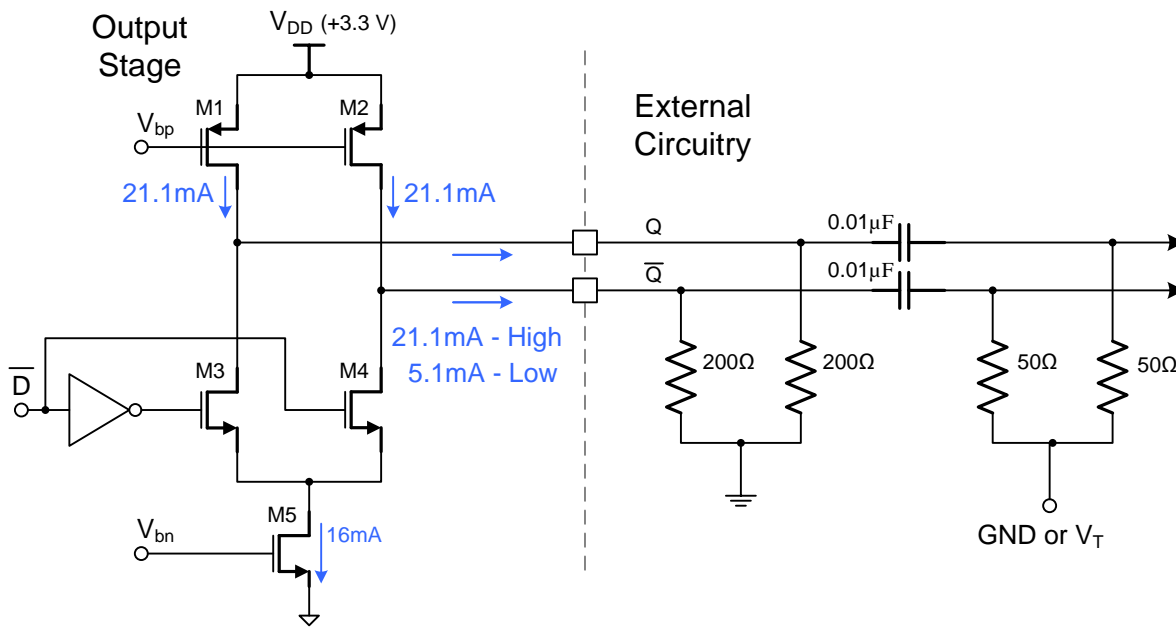 Output
Stage
V_DD (+3.3 V)
External
Circuitry
M1
M2
V_bp
21.1mA
21.1mA
Q
0.01µF
Q̅
0.01µF
21.1mA - High
5.1mA - Low
200Ω
200Ω
50Ω
50Ω
D̅
M3
M4
V_bn
M5
16mA
GND or V_T